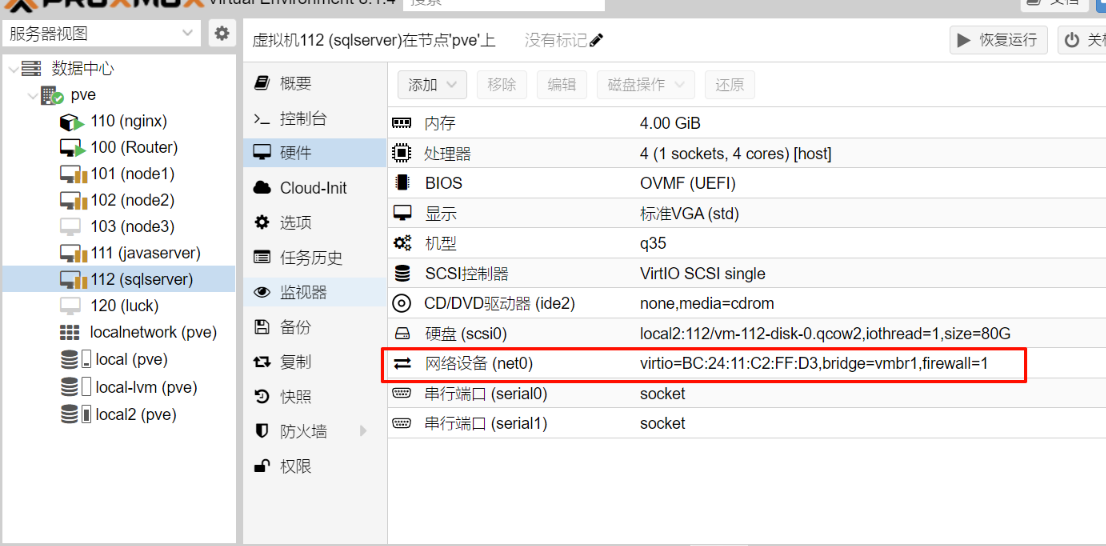 PROXMOX Virtual Environment 8.1.4 搜索
服务器视图
虚拟机112 (sqlserver)在节点'pve'上 没有标记 恢复运行
数据中心
pve
110 (nginx)
100 (Router)
101 (node1)
102 (node2)
103 (node3)
111 (javaserver)
112 (sqlserver)
120 (luck)
localnetwork (pve)
local (pve)
local-lvm (pve)
local2 (pve)
概要
控制台
硬件
Cloud-Init
选项
任务历史
监视器
备份
复制
快照
防火墙
权限
添加 移除 编辑 磁盘操作 还原
内存 4.00 GiB
处理器 4 (1 sockets, 4 cores) [host]
BIOS OVMF (UEFI)
显示 标准VGA (std)
机型 q35
SCSI控制器 VirtIO SCSI single
CD/DVD驱动器 (ide2) none,media=cdrom
硬盘 (scsi0) local2:112/vm-112-disk-0.qcow2,iothread=1,size=80G
网络设备 (net0) virtio=BC:24:11:C2:FF:D3,bridge=vmbr1,firewall=1
串行端口 (serial0) socket
串行端口 (serial1) socket